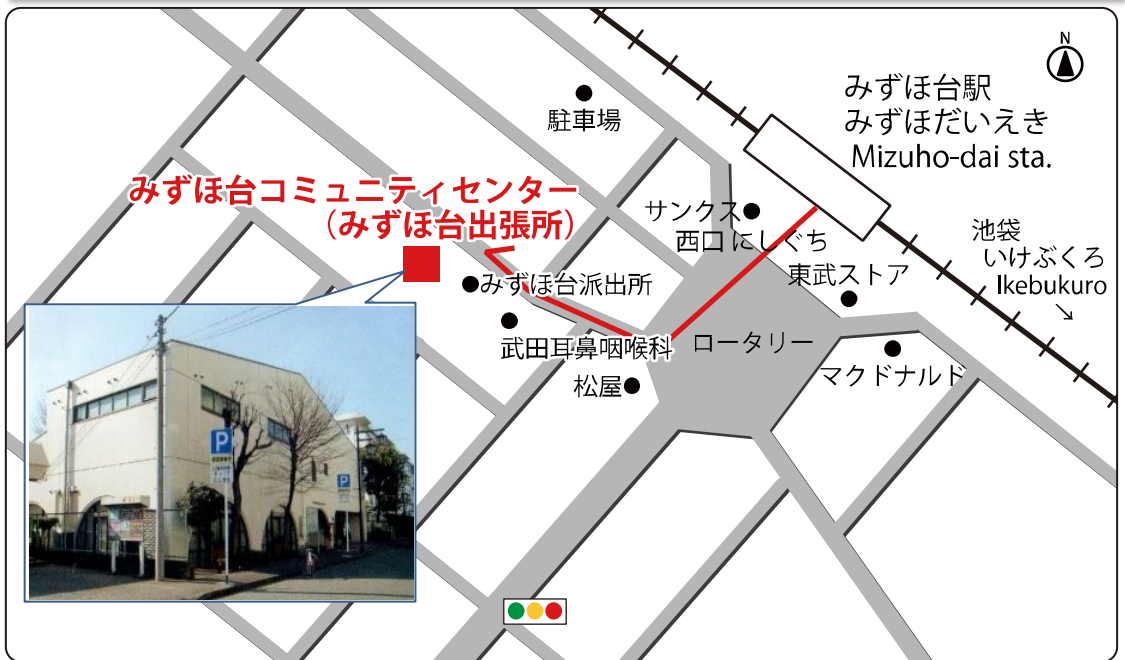 N
みずほ台駅
みずほだいえき
Mizuho-dai sta.
駐車場
みずほ台コミュニティセンター
(みずほ台出張所)
サンクス
西口 にしぐち
池袋
いけぶくろ
Ikebukuro
↓
東武ストア
みずほ台派出所
武田耳鼻咽喉科
ロータリー
松屋
マクドナルド
P
P